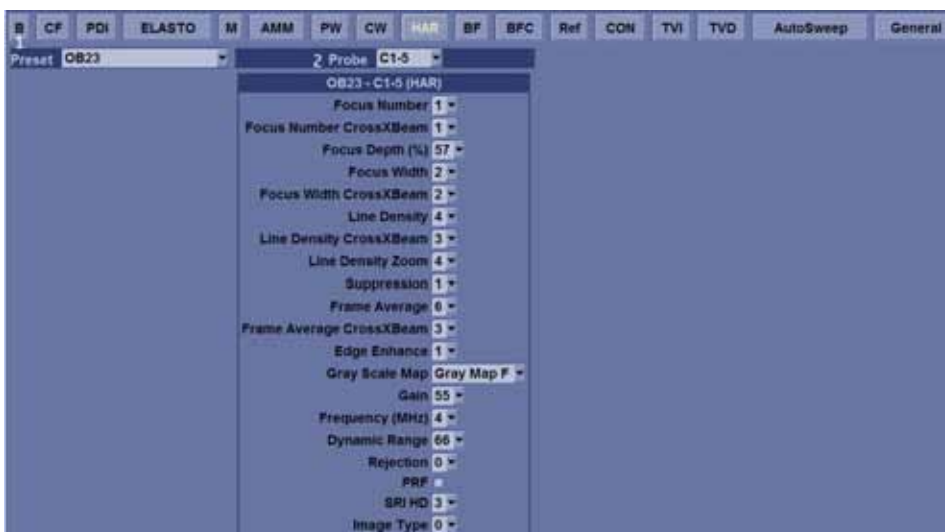 B CF PDI ELASTO M AMM PW CW HAR BF BFC Ref CON TVI TVD AutoSweep General
1
Preset OB23 2 Probe C1-5
OB23 - C1-5 (HAR)
Focus Number 1
Focus Number CrossXBeam 1
Focus Depth (%) 57
Focus Width 2
Focus Width CrossXBeam 2
Line Density 4
Line Density CrossXBeam 3
Line Density Zoom 4
Suppression 1
Frame Average 6
Frame Average CrossXBeam 3
Edge Enhance 1
Gray Scale Map Gray Map F
Gain 55
Frequency (MHz) 4
Dynamic Range 66
Rejection 0
PRF
SRI HD 3
Image Type 0